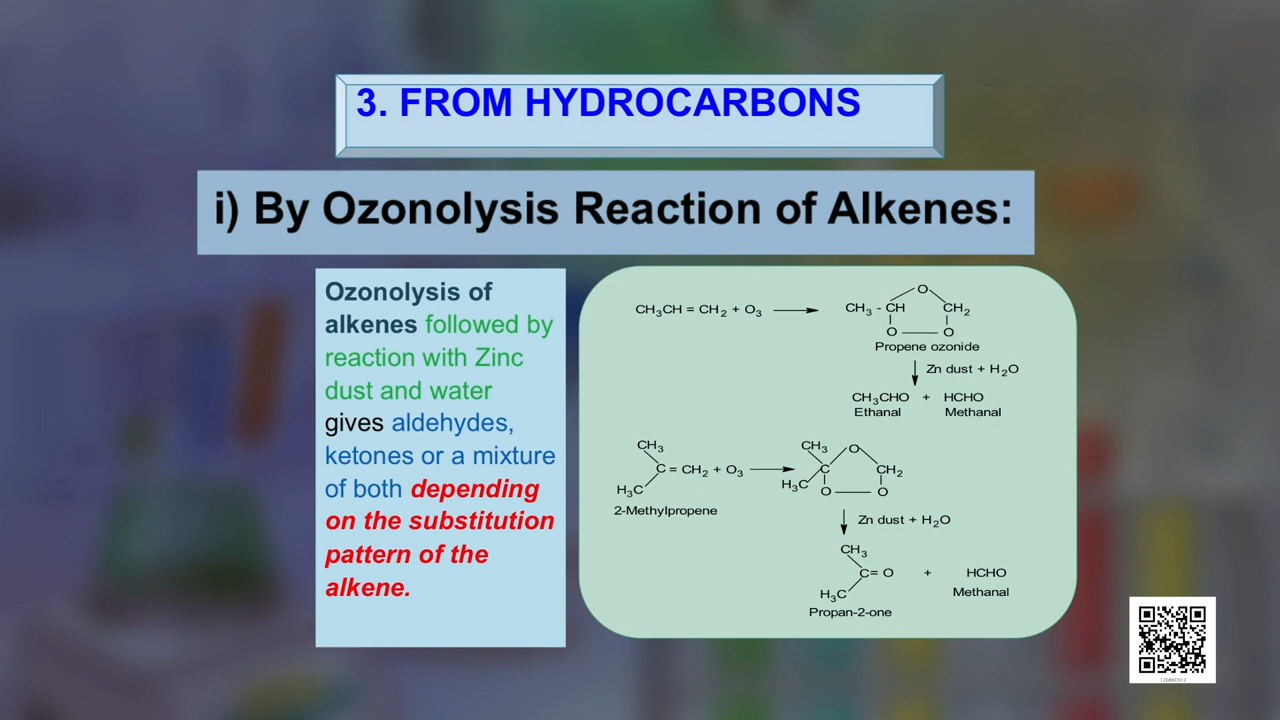 3. FROM HYDROCARBONS
i) By Ozonolysis Reaction of Alkenes:
Ozonolysis of
alkenes followed by
reaction with Zinc
dust and water
gives aldehydes,
ketones or a mixture
of both depending
on the substitution
pattern of the
alkene.
CH₃CH = CH₂ + O₃
O
CH₃ - CH CH₂
O O
Propene ozonide
Zn dust + H₂O
CH₃CHO + HCHO
Ethanal Methanal
CH₃
C = CH₂ + O₃
H₃C
2-Methylpropene
CH₃ O
C CH₂
H₃C
O O
Zn dust + H₂O
CH₃
C= O + HCHO
H₃C
Methanal
Propan-2-one